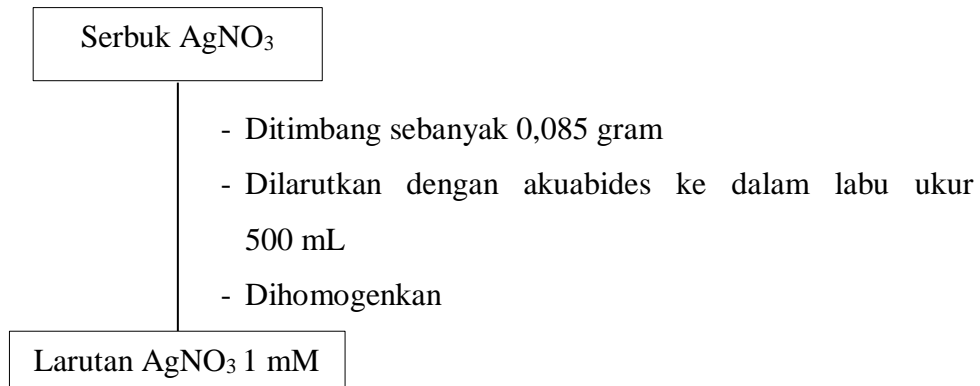 Serbuk AgNO₃
- Ditimbang sebanyak 0,085 gram
- Dilarutkan dengan akuabides ke dalam labu ukur
500 mL
- Dihomogenkan
Larutan AgNO₃ 1 mM